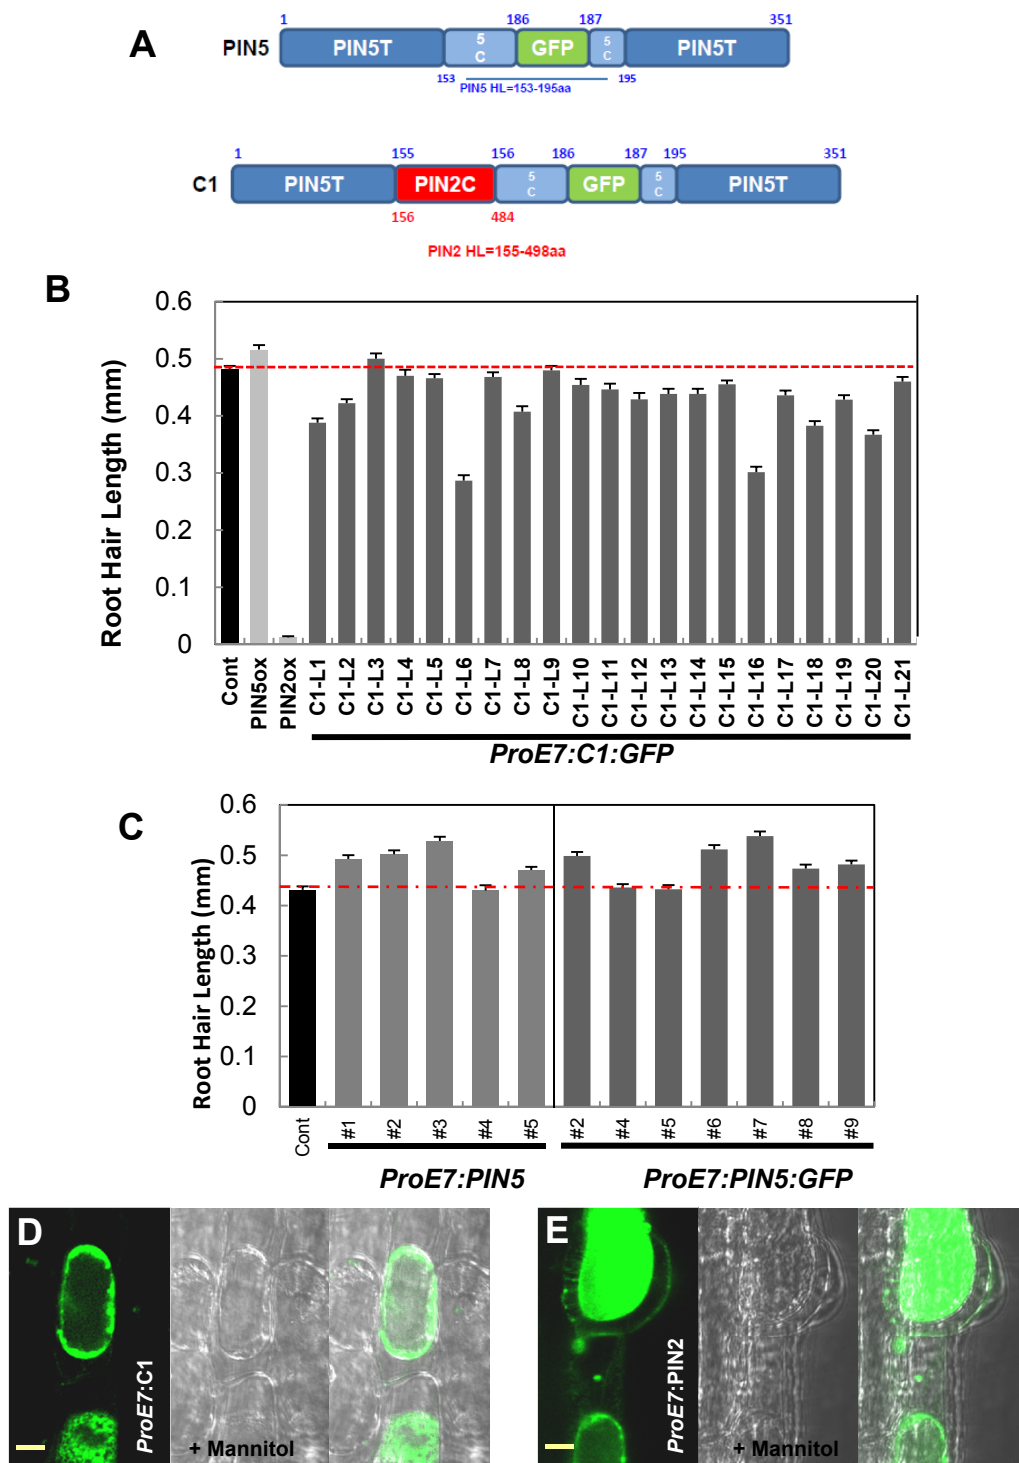 A
1 186 187 351
PIN5 PIN5T 5 C GFP 5 C PIN5T
153 195
PIN5 HL=153-195aa
1 155 156 186 187 195 351
C1 PIN5T PIN2C 5 C GFP 5 C PIN5T
156 484
PIN2 HL=155-498aa
B
Root Hair Length (mm)
0.6
0.5
0.4
0.3
0.2
0.1
0
Cont
PIN5ox
PIN2ox
C1-L1
C1-L2
C1-L3
C1-L4
C1-L5
C1-L6
C1-L7
C1-L8
C1-L9
C1-L10
C1-L11
C1-L12
C1-L13
C1-L14
C1-L15
C1-L16
C1-L17
C1-L18
C1-L19
C1-L20
C1-L21
ProE7:C1:GFP
C
Root Hair Length (mm)
0.6
0.5
0.4
0.3
0.2
0.1
0
Cont
#1
#2
#3
#4
#5
#2
#4
#5
#6
#7
#8
#9
ProE7:PIN5
ProE7:PIN5:GFP
D
ProE7:C1
+ Mannitol
E
ProE7:PIN2
+ Mannitol